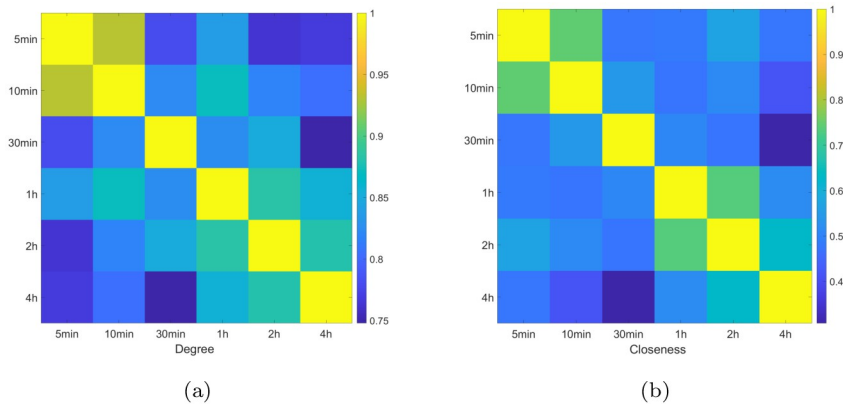 5min
10min
30min
1h
2h
4h
5min 10min 30min 1h 2h 4h
Degree
1
0.95
0.9
0.85
0.8
0.75
(a)
5min
10min
30min
1h
2h
4h
5min 10min 30min 1h 2h 4h
Closeness
1
0.9
0.8
0.7
0.6
0.5
0.4
(b)